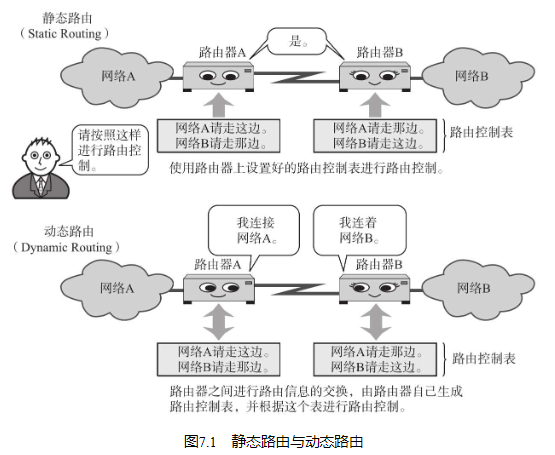 静态路由
（Static Routing）
路由器A
是。
路由器B
网络A
网络B
请按照这样
进行路由控
制。
网络A请走这边。
网络B请走那边。
网络A请走那边。
网络B请走这边。
路由控制表
使用路由器上设置好的路由控制表进行路由控制。
动态路由
（Dynamic Routing）
我连接
网络A。
我连着
网络B。
路由器A
路由器B
网络A
网络B
网络A请走这边。
网络B请走那边。
网络A请走那边。
网络B请走这边。
路由控制表
路由器之间进行路由信息的交换，由路由器自己生成
路由控制表，并根据这个表进行路由控制。
图7.1 静态路由与动态路由